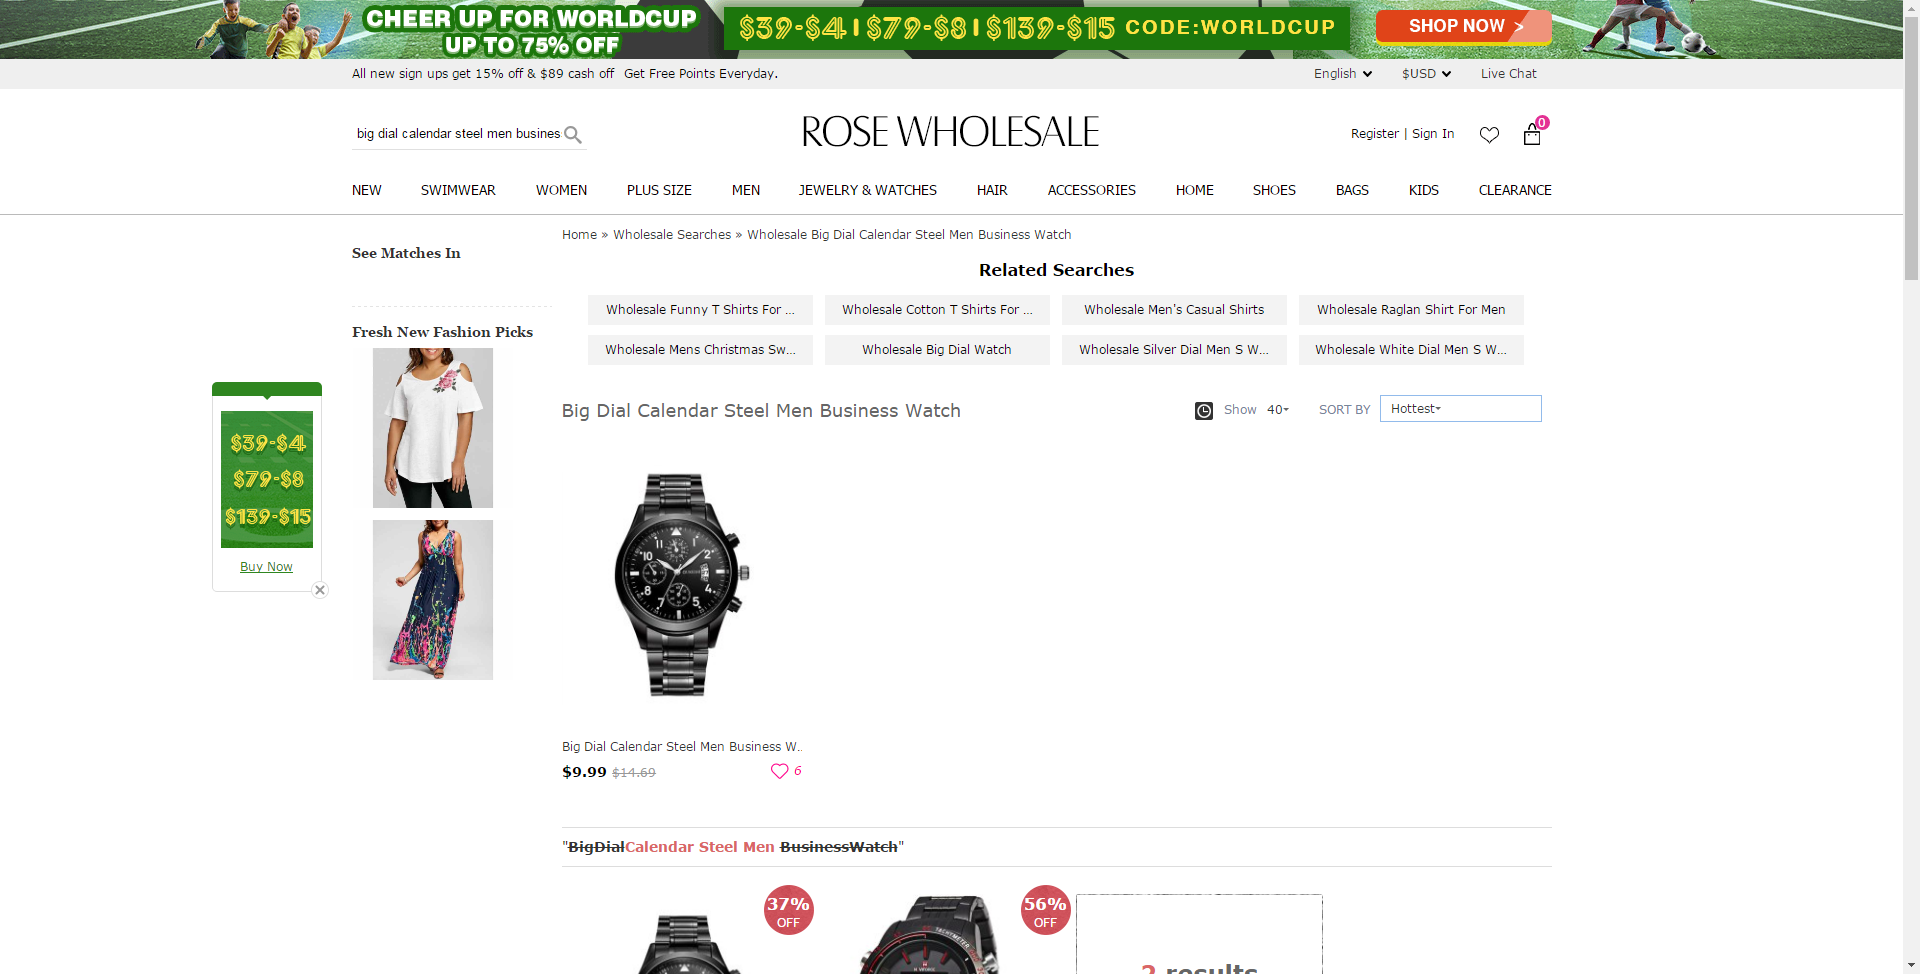 CHEER UP FOR WORLDCUP
UP TO 75% OFF
$39-$4 | $79-$8 | $139-$15 CODE:WORLDCUP
SHOP NOW >
All new sign ups get 15% off & $89 cash off Get Free Points Everyday.
English $USD Live Chat
big dial calendar steel men busines
ROSE WHOLESALE
Register | Sign In
0
NEW SWIMWEAR WOMEN PLUS SIZE MEN JEWELRY & WATCHES HAIR ACCESSORIES HOME SHOES BAGS KIDS CLEARANCE
Home » Wholesale Searches » Wholesale Big Dial Calendar Steel Men Business Watch
See Matches In
Related Searches
Wholesale Funny T Shirts For ... Wholesale Cotton T Shirts For ... Wholesale Men's Casual Shirts Wholesale Raglan Shirt For Men
Wholesale Mens Christmas Sw... Wholesale Big Dial Watch Wholesale Silver Dial Men S W... Wholesale White Dial Men S W...
Fresh New Fashion Picks
$39-$4
$79-$8
$139-$15
Buy Now
Big Dial Calendar Steel Men Business Watch
Show 40 SORT BY Hottest
Big Dial Calendar Steel Men Business W..
$9.99 $14.69 6
"BigDialCalendar Steel Men BusinessWatch"
37%
OFF
56%
OFF
TACHYMETER
2 results